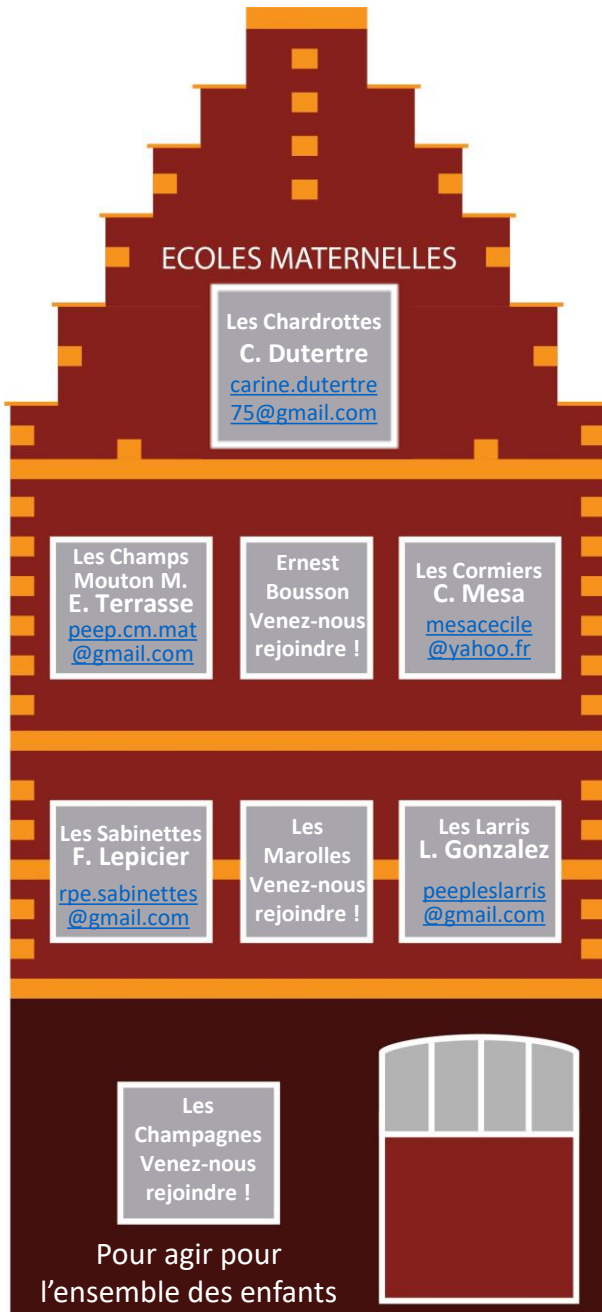 ECOLES MATERNELLES
Les Chardrottes
C. Dutertre
carine.dutertre
75@gmail.com
Les Champs
Mouton M.
E. Terrasse
peep.cm.mat
@gmail.com
Ernest
Bousson
Venez-nous
rejoindre !
Les Cormiers
C. Mesa
mesacecile
@yahoo.fr
Les Sabinettes
F. Lepicier
rpe.sabinettes
@gmail.com
Les
Marolles
Venez-nous
rejoindre !
Les Larris
L. Gonzalez
peepleslarris
@gmail.com
Les
Champagnes
Venez-nous
rejoindre !
Pour agir pour
l’ensemble des enfants